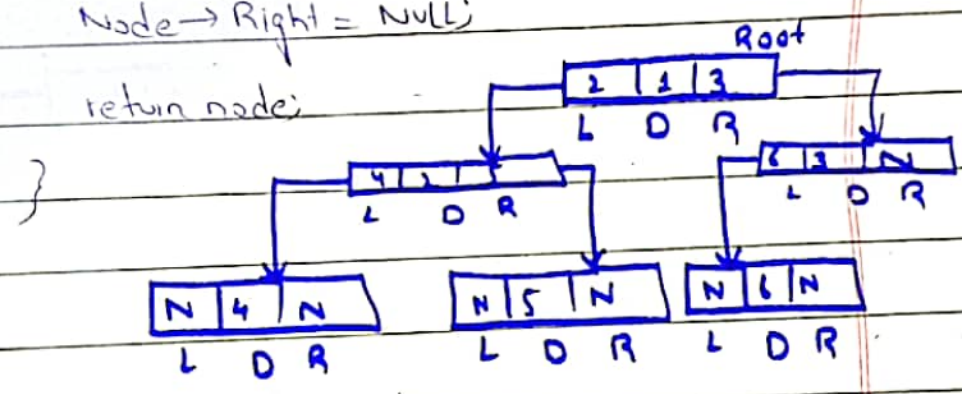 Node → Right = NULL;
Root
return node;
2 1 3
L D R
}
4 2
6 3 N
L D R
L D R
N 4 N
N 5 N
N 6 N
L D R
L D R
L D R